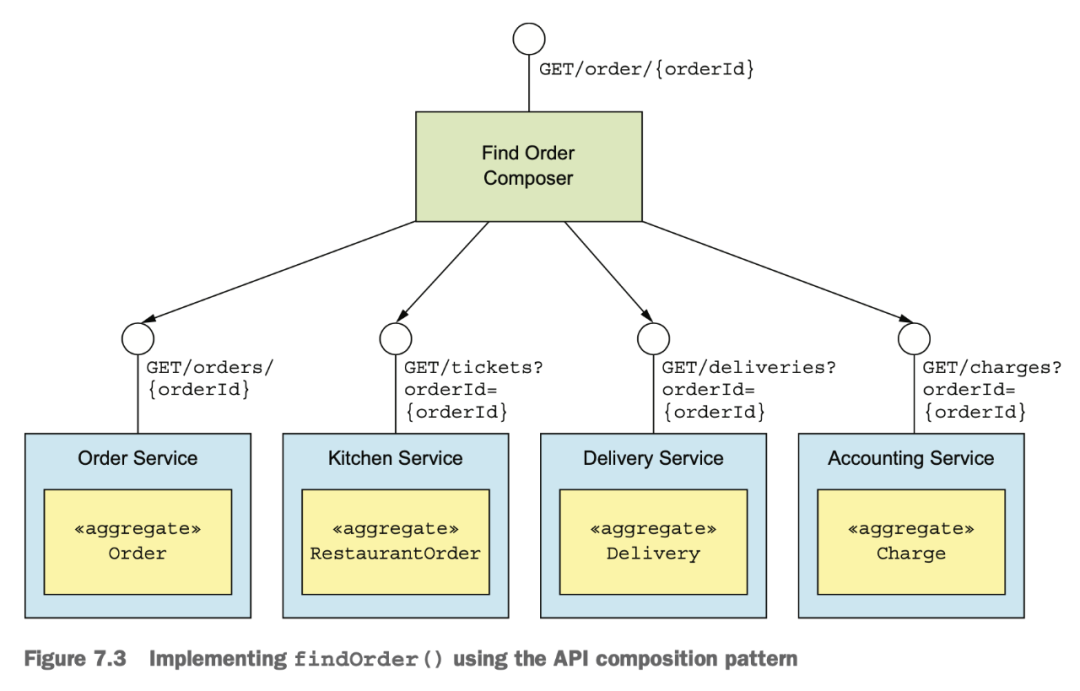 GET/order/{orderId}
Find Order
Composer
GET/orders/
{orderId}
GET/tickets?
orderId=
{orderId}
GET/deliveries?
orderId=
{orderId}
GET/charges?
orderId=
{orderId}
Order Service
«aggregate»
Order
Kitchen Service
«aggregate»
RestaurantOrder
Delivery Service
«aggregate»
Delivery
Accounting Service
«aggregate»
Charge
Figure 7.3 Implementing findOrder() using the API composition pattern